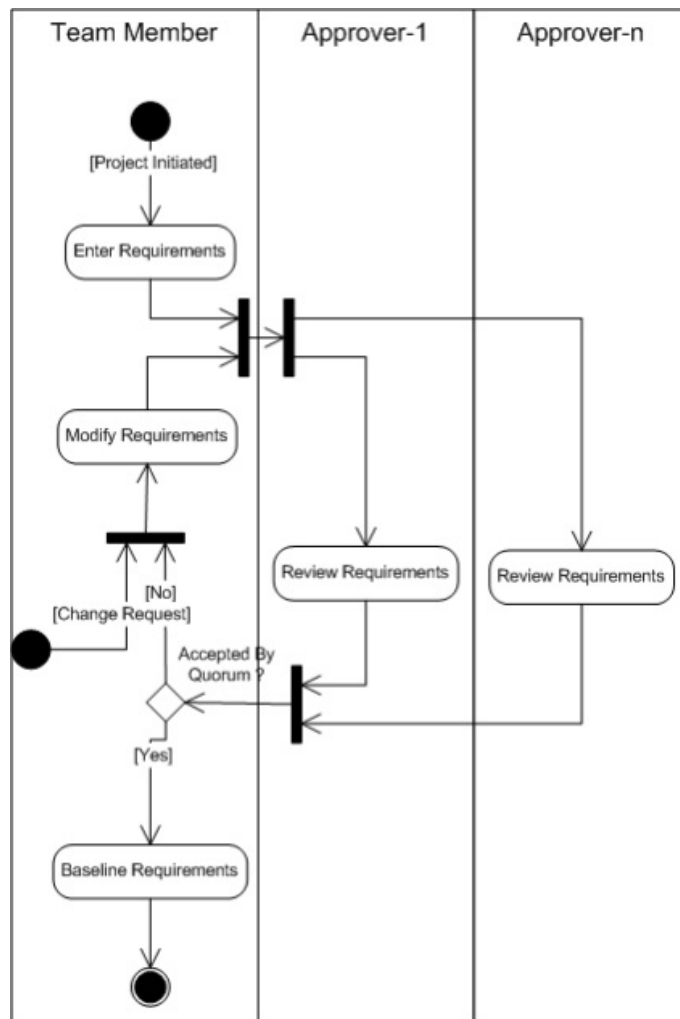 Team Member
Approver-1
Approver-n
[Project Initiated]
Enter Requirements
Modify Requirements
[No]
[Change Request]
Review Requirements
Review Requirements
Accepted By
Quorum ?
[Yes]
Baseline Requirements